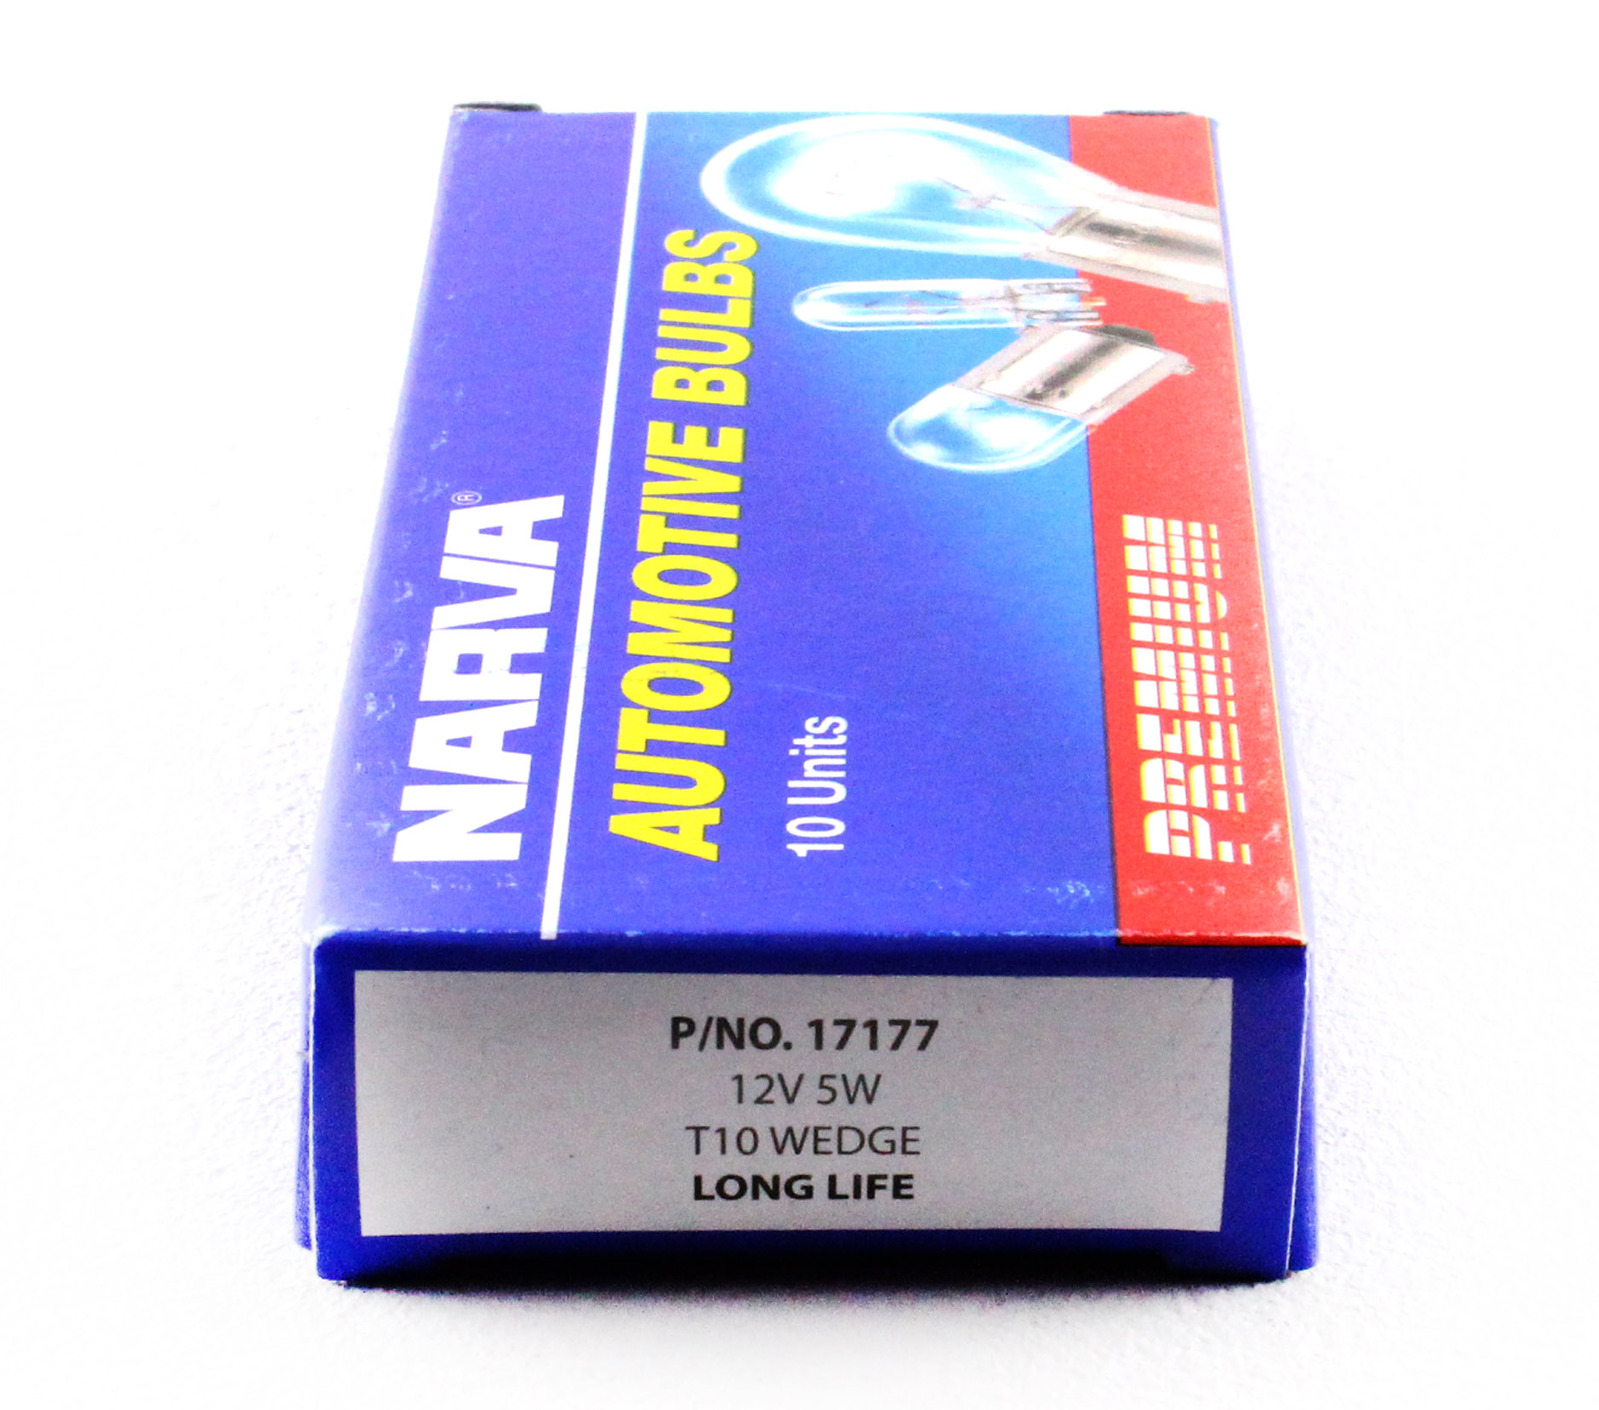 NARVA®
AUTOMOTIVE BULBS
10 Units
PREMIUM
P/NO. 17177
12V 5W
T10 WEDGE
LONG LIFE